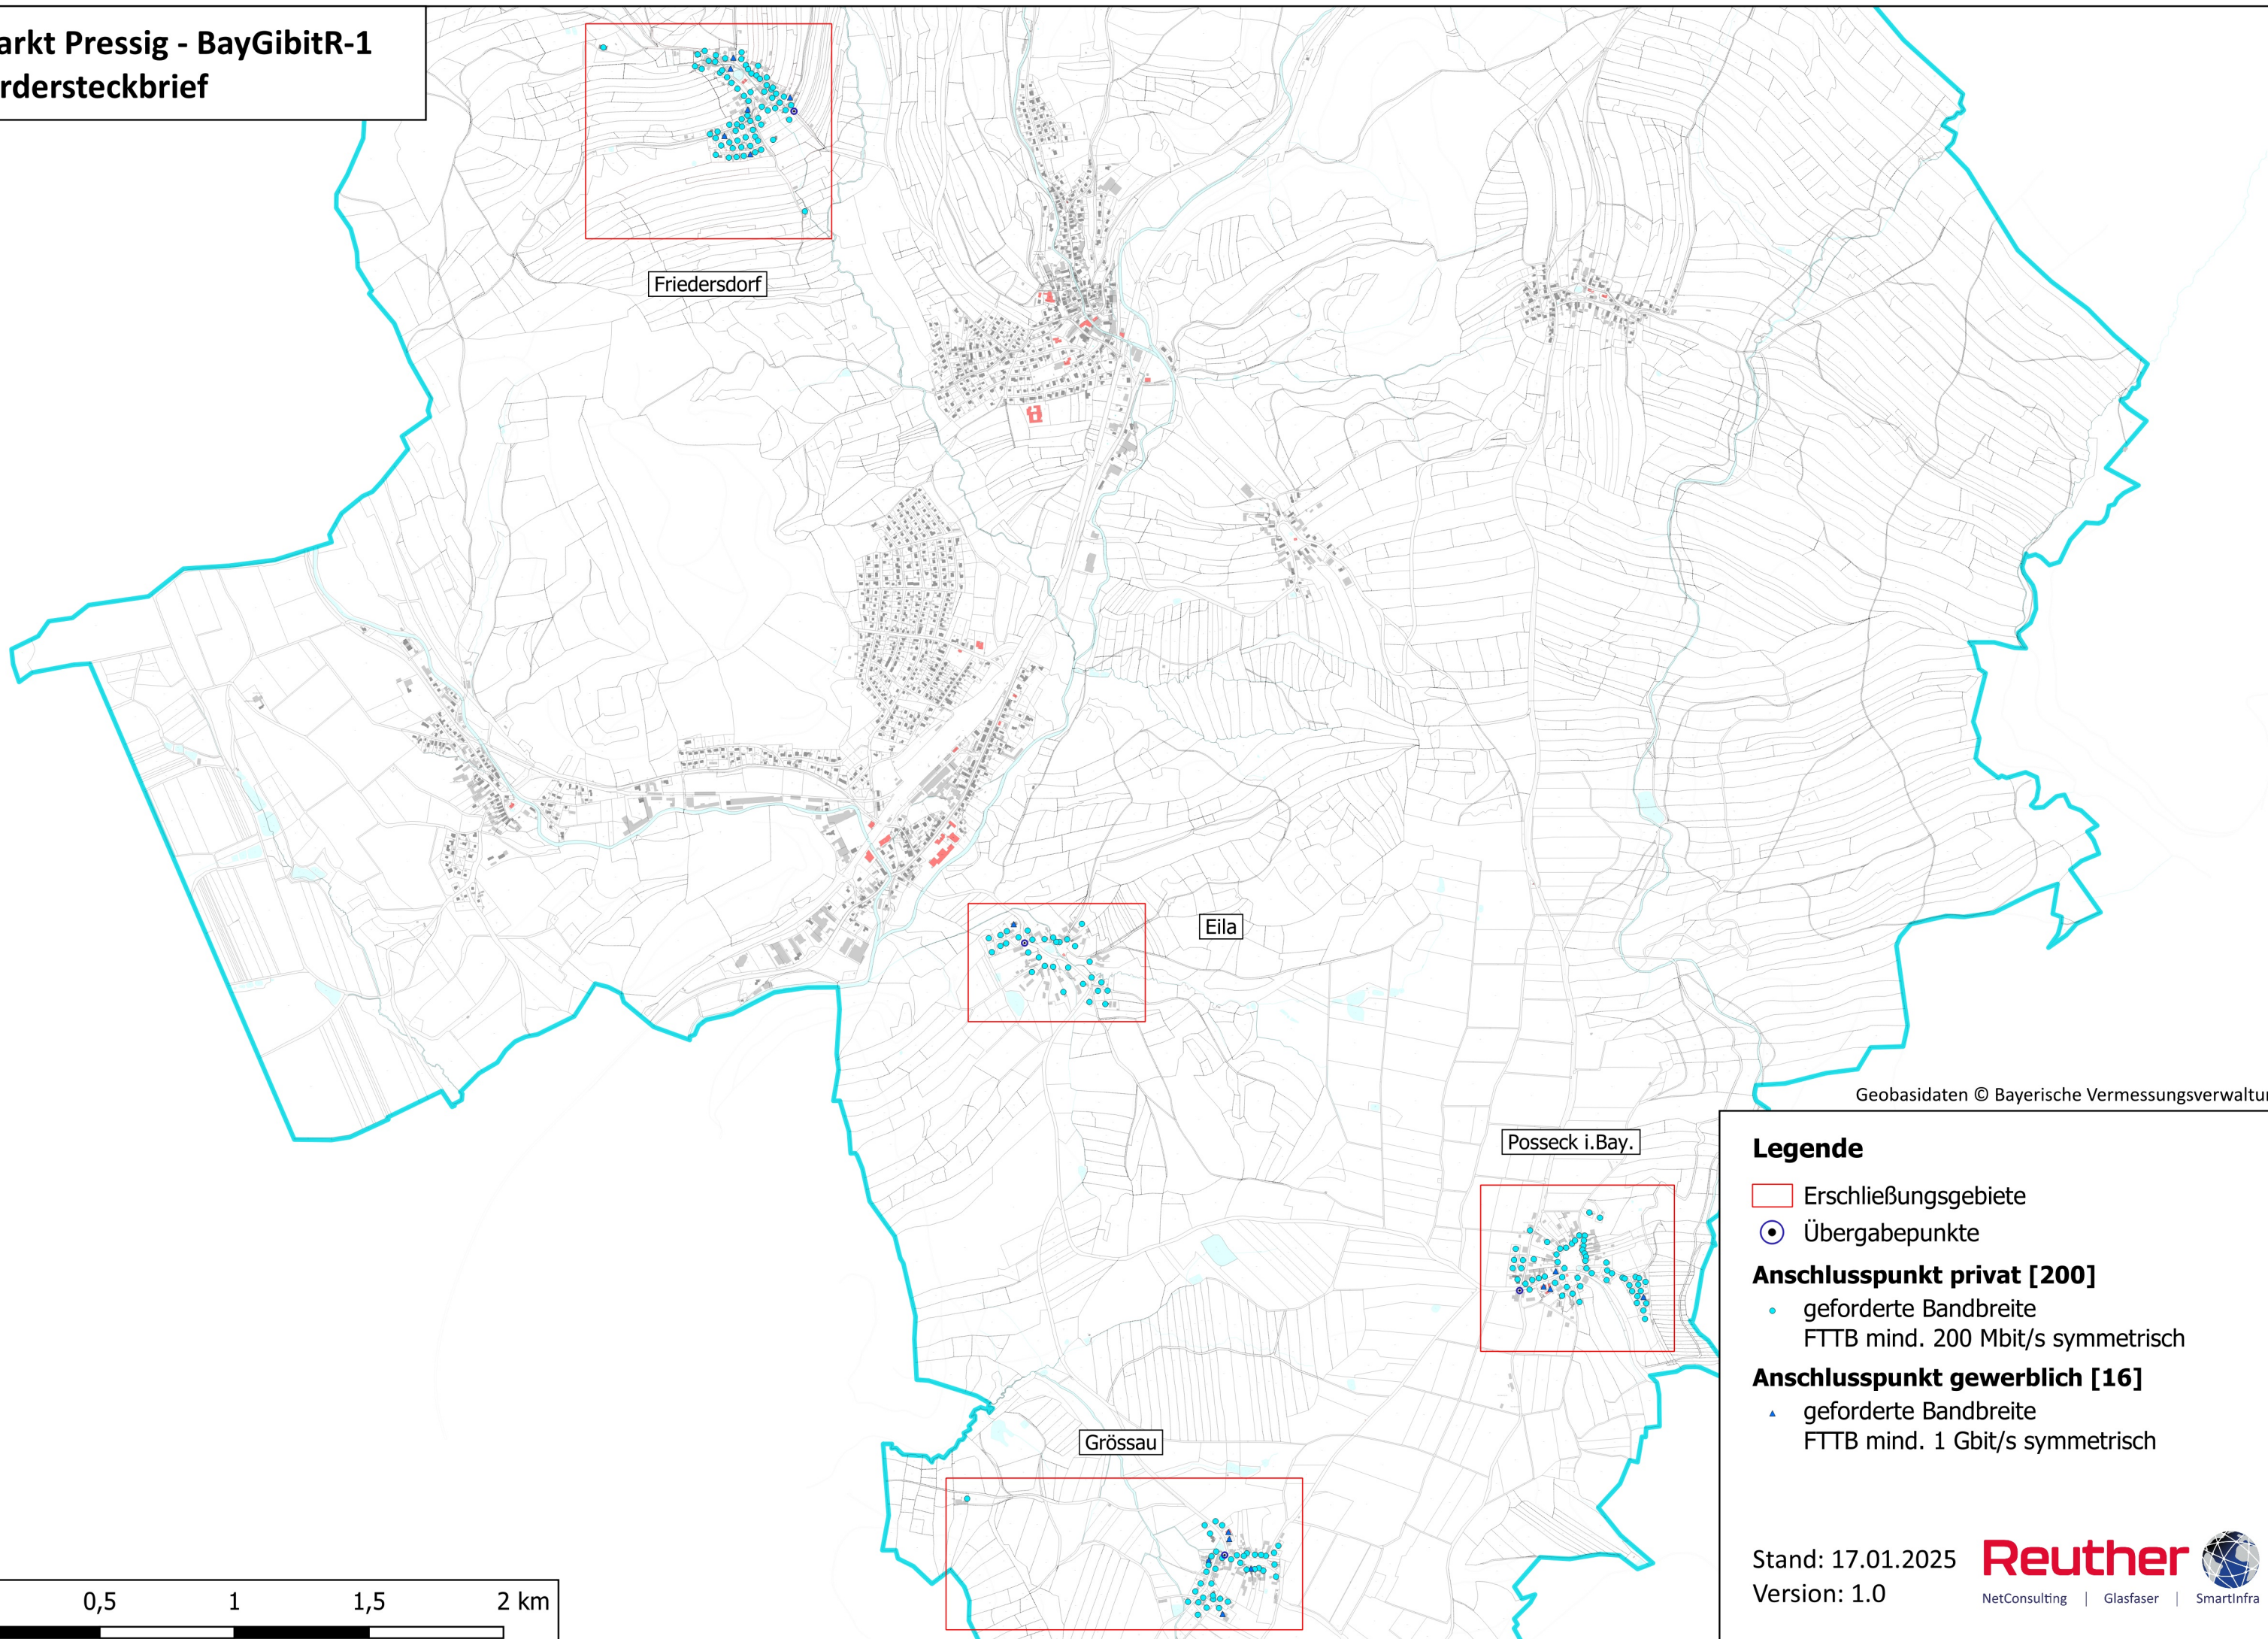 arkt Pressig - BayGibitR-1
rdersteckbrief
Friedersdorf
Eila
Geobasidaten © Bayerische Vermessungsverwaltu
Posseck i.Bay.
Grössau
Legende
Erschließungsgebiete
Übergabepunkte
Anschlusspunkt privat [200]
geforderte Bandbreite
FTTB mind. 200 Mbit/s symmetrisch
Anschlusspunkt gewerblich [16]
geforderte Bandbreite
FTTB mind. 1 Gbit/s symmetrisch
Stand: 17.01.2025
Version: 1.0
Reuther
NetConsulting | Glasfaser | SmartInfra
0,5 1 1,5 2 km